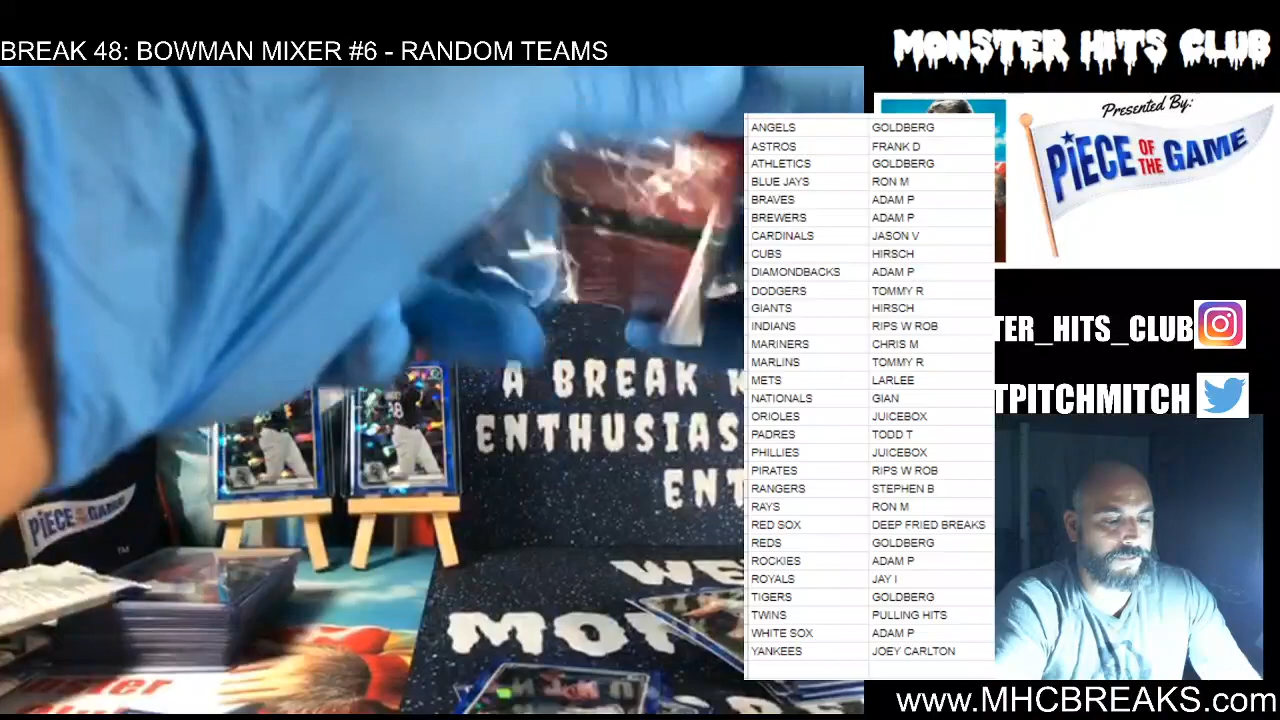 BREAK 48: BOWMAN MIXER #6 - RANDOM TEAMS
MONSTER HITS CLUB
Presented By:
PIECE OF THE GAME
ANGELS GOLDBERG
ASTROS FRANK D
ATHLETICS GOLDBERG
BLUE JAYS RON M
BRAVES ADAM P
BREWERS ADAM P
CARDINALS JASON V
CUBS HIRSCH
DIAMONDBACKS ADAM P
DODGERS TOMMY R
GIANTS HIRSCH
INDIANS RIPS W ROB
MARINERS CHRIS M
MARLINS TOMMY R
METS LARLEE
NATIONALS GIAN
ORIOLES JUICEBOX
PADRES TODD T
PHILLIES JUICEBOX
PIRATES RIPS W ROB
RANGERS STEPHEN B
RAYS RON M
RED SOX DEEP FRIED BREAKS
REDS GOLDBERG
ROCKIES ADAM P
ROYALS JAY I
TIGERS GOLDBERG
TWINS PULLING HITS
WHITE SOX ADAM P
YANKEES JOEY CARLTON
TER_HITS_CLUB
TPITCHMITCH
A BREAK
ENTHUSIAS
ENT
PIECE OF THE GAME
WE
MON
www.MHCBREAKS.com